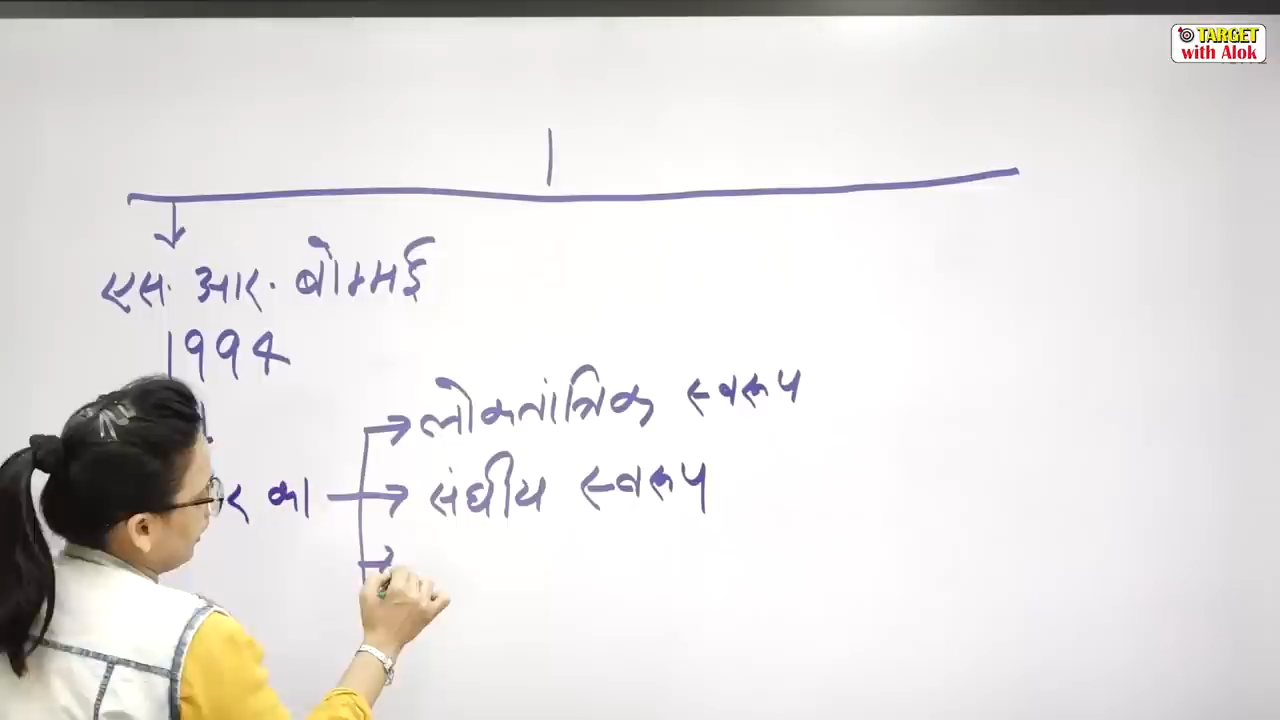 TARGET
with Alok
एस. आर. बोम्मई
1994
लोकतांत्रिक स्वरूप
का संघीय स्वरूप